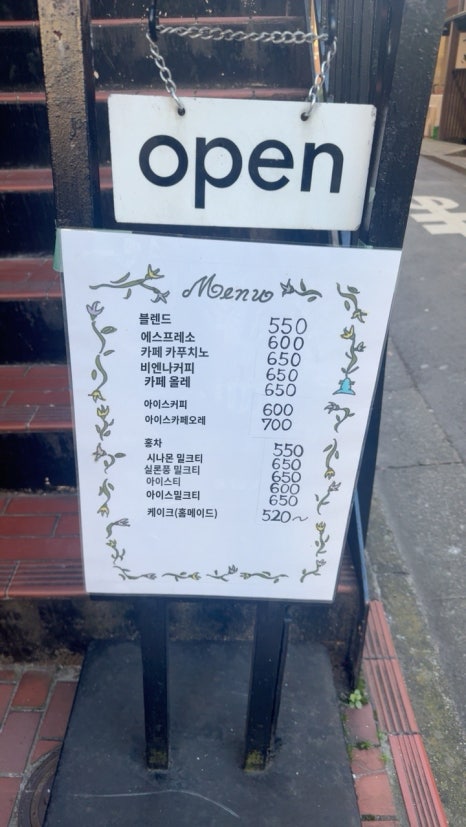 open
Menu
블렌드 550
에스프레소 600
카페 카푸치노 650
비엔나커피 650
카페 올레 650
아이스커피 600
아이스카페오레 700
홍차 550
시나몬 밀크티 650
실론풍 밀크티 650
아이스티 600
아이스밀크티 650
케이크(홈메이드) 520~